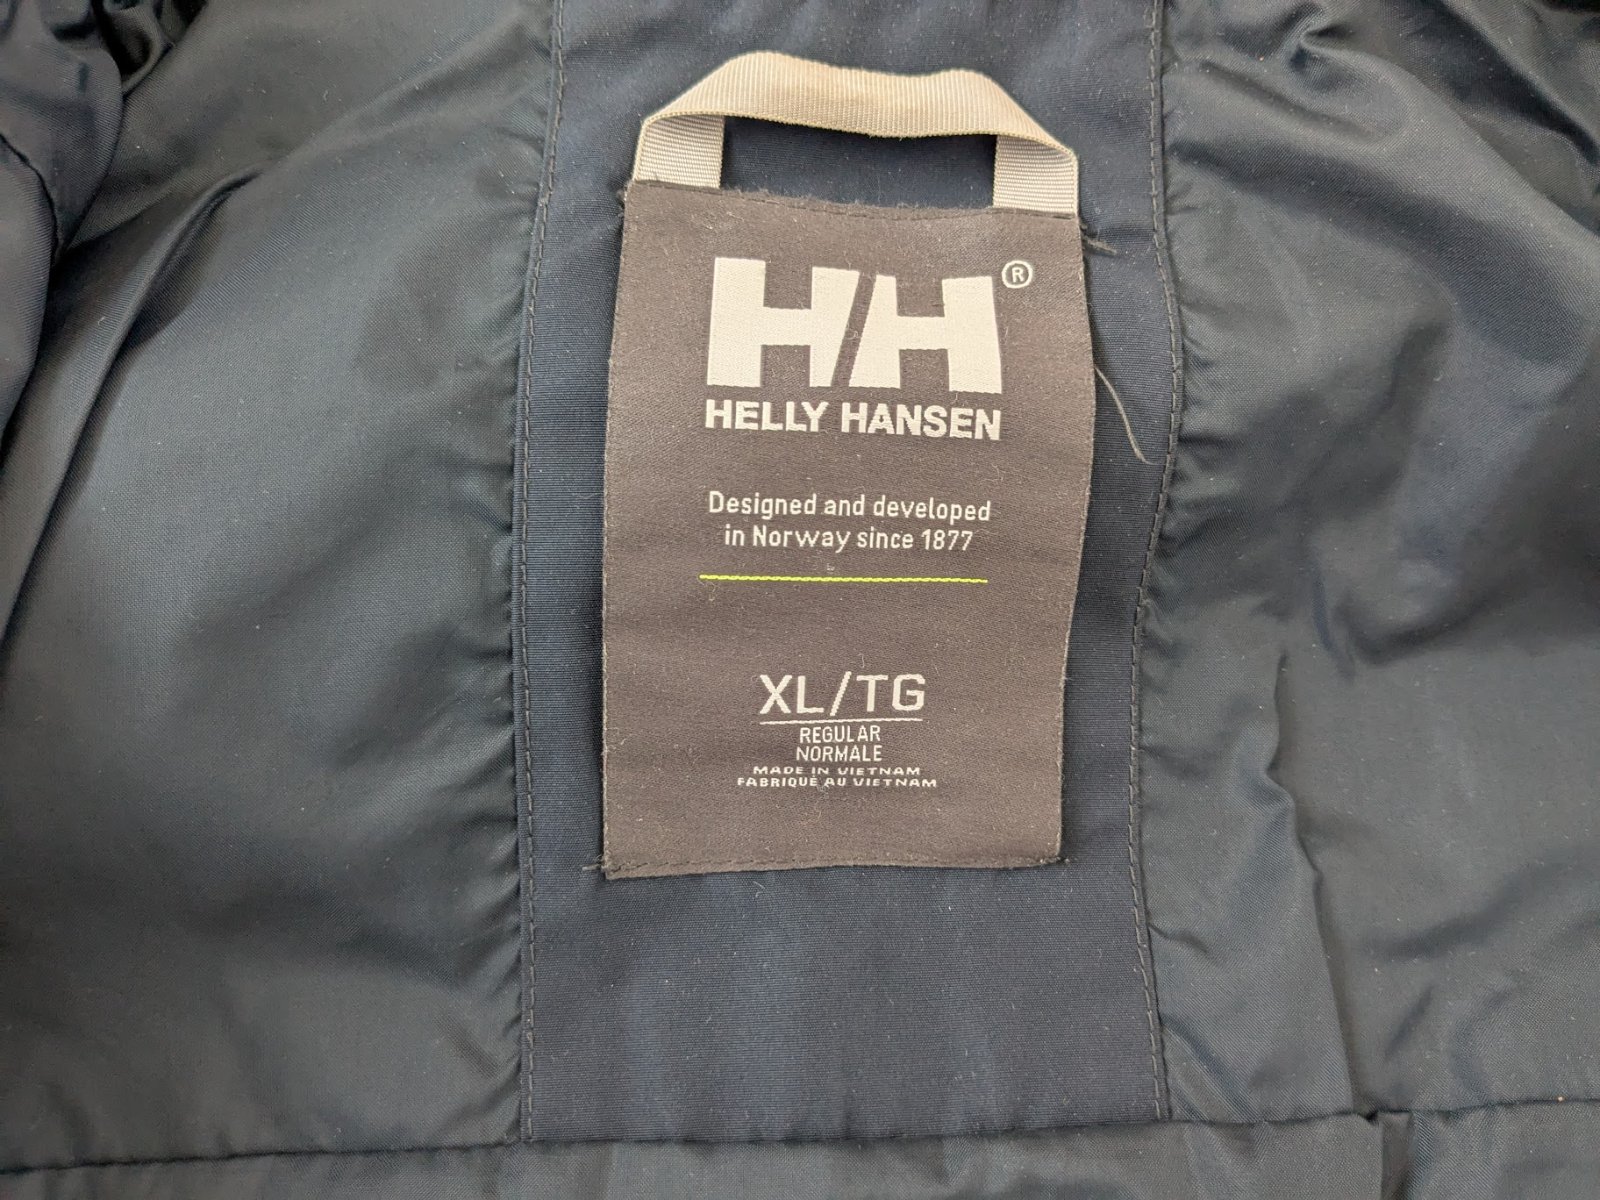 HH®
HELLY HANSEN
Designed and developed
in Norway since 1877
XL/TG
REGULAR
NORMALE
MADE IN VIETNAM
FABRIQUÉ AU VIETNAM